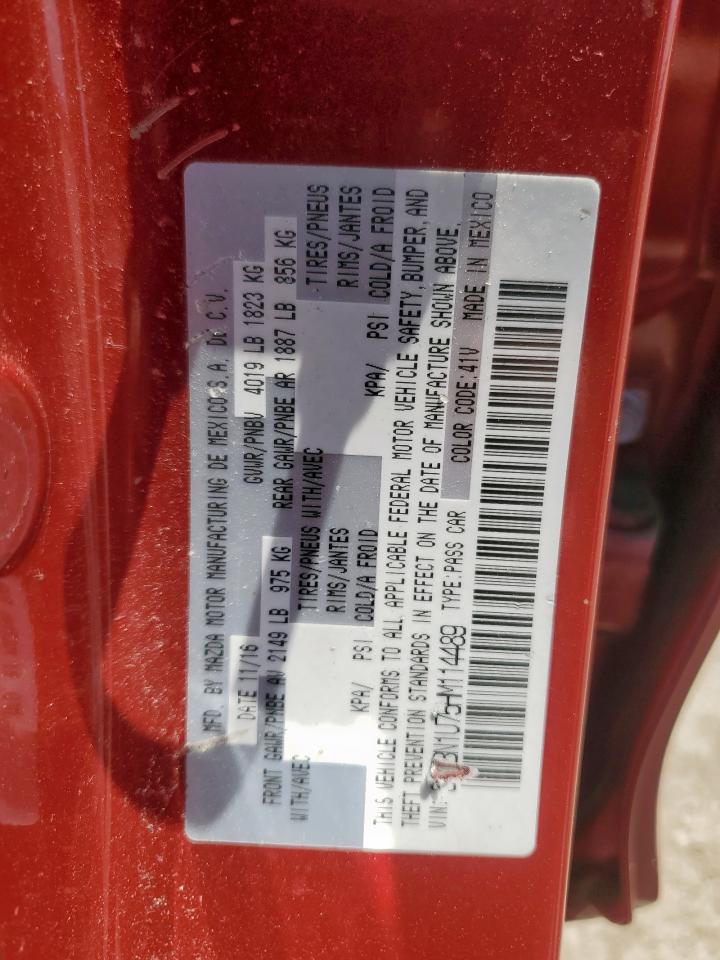 MFD. BY MAZDA MOTOR MANUFACTURING DE MEXICO S.A. DE C.V.
DATE 11/16 GVWR/PNBV 4019 LB 1823 KG
FRONT GAWR/PNBE AV 2149 LB 975 KG REAR GAWR/PNBE AR 1887 LB 856 KG
WITH/AVEC TIRES/PNEUS WITH/AVEC TIRES/PNEUS
RIMS/JANTES RIMS/JANTES
KPA/ PSI COLD/A FROID KPA/ PSI COLD/A FROID
THIS VEHICLE CONFORMS TO ALL APPLICABLE FEDERAL MOTOR VEHICLE SAFETY, BUMPER, AND
THEFT PREVENTION STANDARDS IN EFFECT ON THE DATE OF MANUFACTURE SHOWN ABOVE.
VIN: TYPE:PASS CAR COLOR CODE:41V MADE IN MEXICO